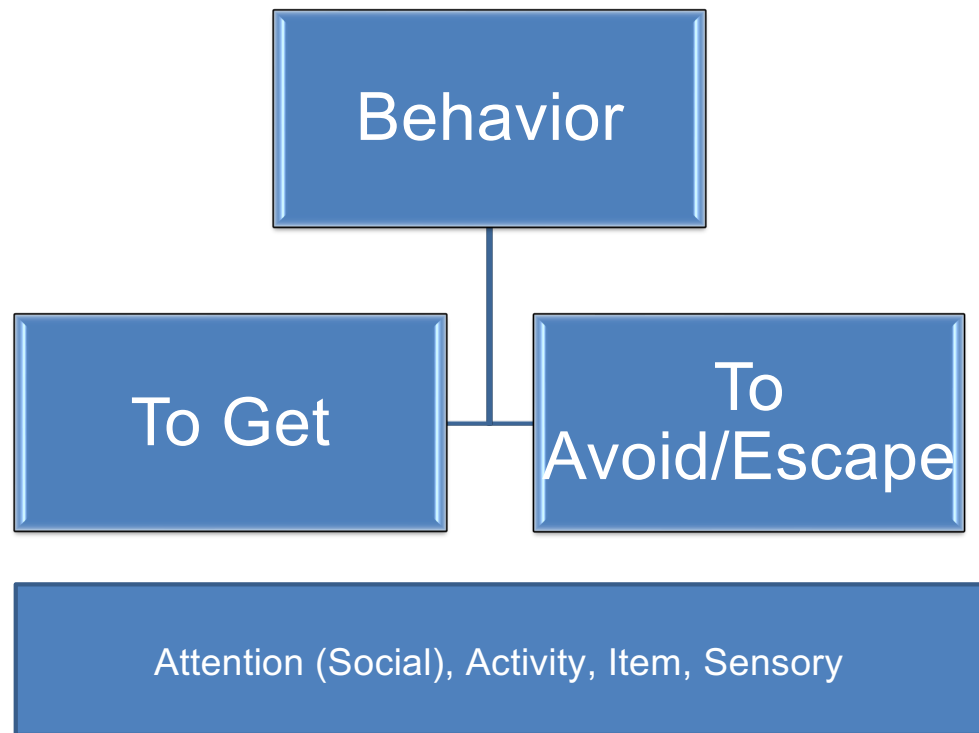 Behavior
To Get
To
Avoid/Escape
Attention (Social), Activity, Item, Sensory